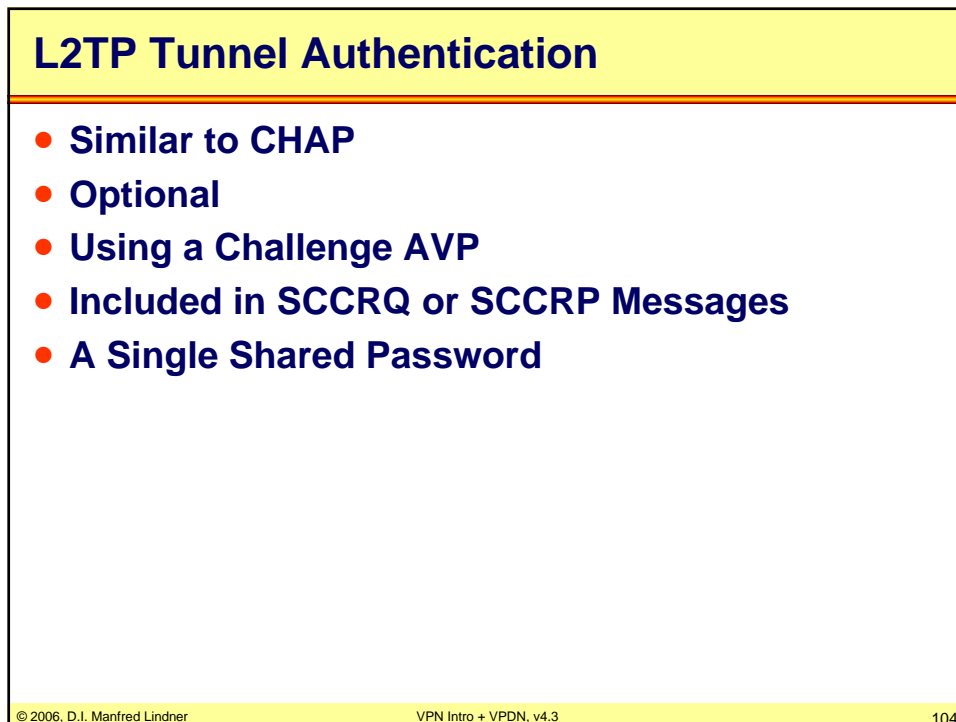 L2TP Tunnel Authentication
• Similar to CHAP
• Optional
• Using a Challenge AVP
• Included in SCCRQ or SCCRP Messages
• A Single Shared Password
© 2006, D.I. Manfred Lindner
VPN Intro + VPDN, v4.3
104